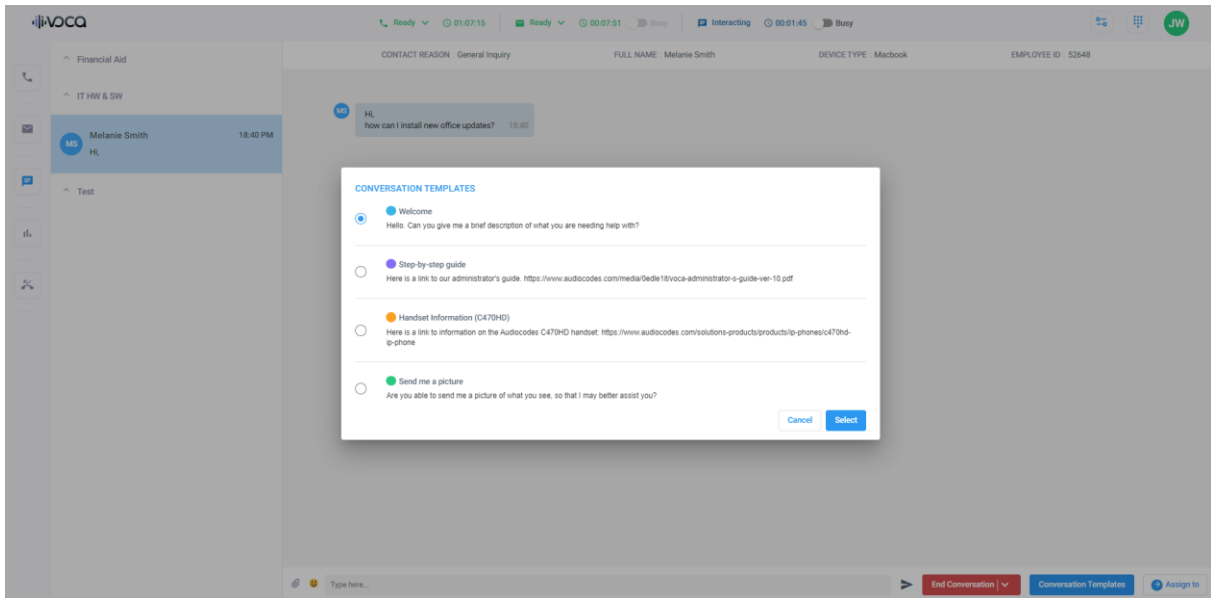 VOCA
Ready 01:07:15 Ready 00:07:51 Busy Interacting 00:01:45 Busy JW
CONTACT REASON : General Inquiry FULL NAME : Melanie Smith DEVICE TYPE : Macbook EMPLOYEE ID : 52648
Financial Aid
IT HW & SW
MS Melanie Smith 18:40 PM
Hi,
Test
MS Hi,
how can I install new office updates? 18:40
CONVERSATION TEMPLATES
Welcome
Hello. Can you give me a brief description of what you are needing help with?
Step-by-step guide
Here is a link to our administrator's guide. https://www.audiocodes.com/media/0edle1it/voca-administrator-s-guide-ver-10.pdf
Handset Information (C470HD)
Here is a link to information on the Audiocodes C470HD handset: https://www.audiocodes.com/solutions-products/products/ip-phones/c470hd-
ip-phone
Send me a picture
Are you able to send me a picture of what you see, so that I may better assist you?
Cancel Select
Type here...
End Conversation Conversation Templates Assign to